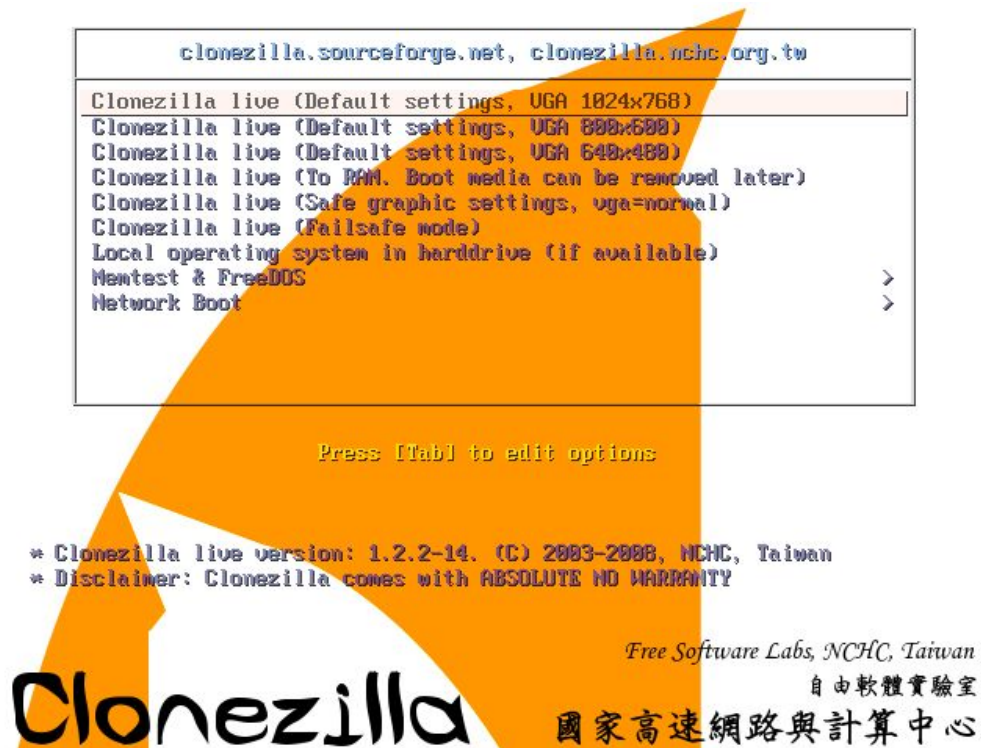 clonezilla.sourceforge.net, clonezilla.nchc.org.tw
Clonezilla live (Default settings, VGA 1024x768)
Clonezilla live (Default settings, VGA 800x600)
Clonezilla live (Default settings, VGA 640x480)
Clonezilla live (To RAM. Boot media can be removed later)
Clonezilla live (Safe graphic settings, vga=normal)
Clonezilla live (Failsafe mode)
Local operating system in harddrive (if available)
Memtest & FreeDOS >
Network Boot >
Press [Tab] to edit options
* Clonezilla live version: 1.2.2-14. (C) 2003-2008, NCHC, Taiwan
* Disclaimer: Clonezilla comes with ABSOLUTE NO WARRANTY
Free Software Labs, NCHC, Taiwan
自由軟體實驗室
Clonezilla 國家高速網路與計算中心